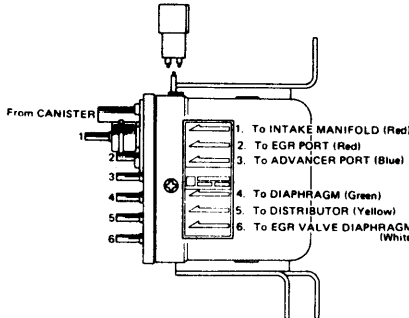 From CANISTER
1
2
3
4
5
6
1. To INTAKE MANIFOLD (Red)
2. To EGR PORT (Red)
3. To ADVANCER PORT (Blue)
4. To DIAPHRAGM (Green)
5. To DISTRIBUTOR (Yellow)
6. To EGR VALVE DIAPHRAGM
(White